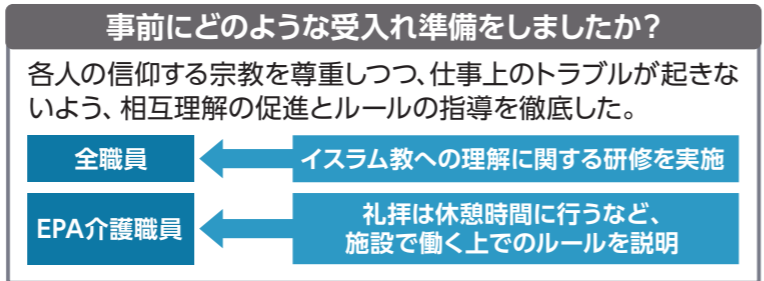 事前にどのような受入れ準備をしましたか？
各人の信仰する宗教を尊重しつつ、仕事上のトラブルが起きな
いよう、相互理解の促進とルールの指導を徹底した。
全職員
イスラム教への理解に関する研修を実施
EPA介護職員
礼拝は休憩時間に行うなど、
施設で働く上でのルールを説明